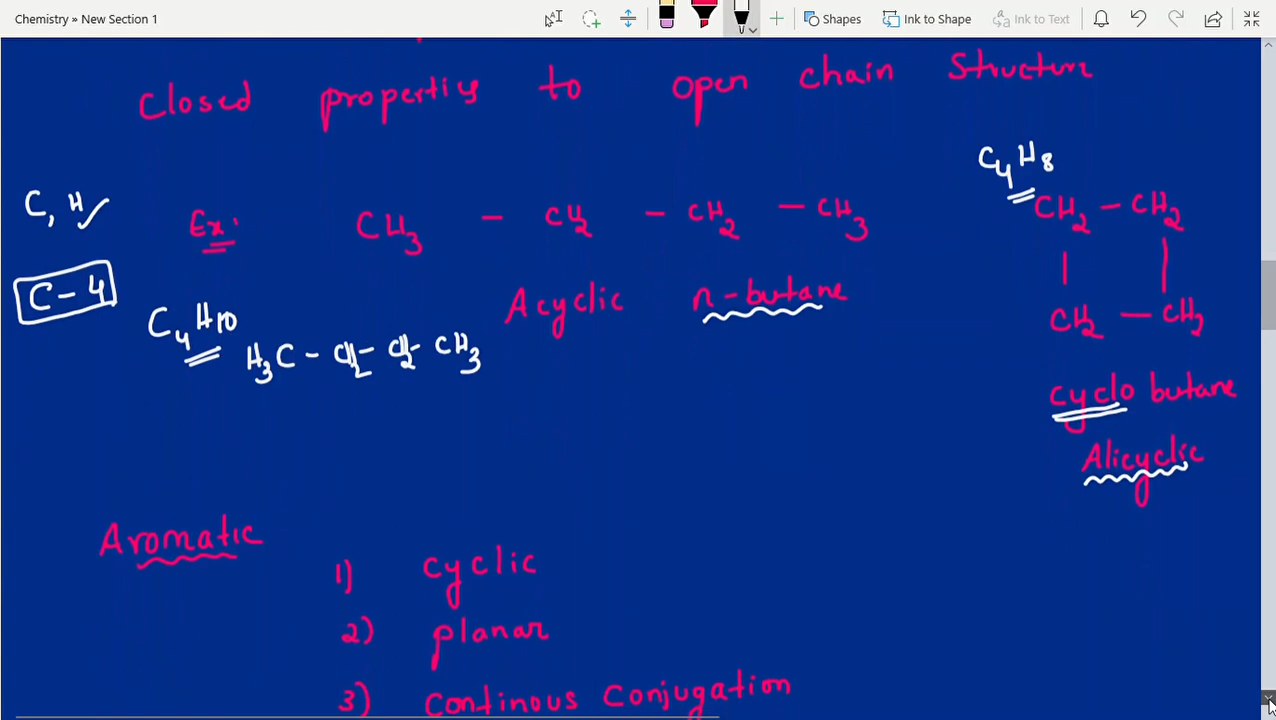 Chemistry » New Section 1
Shapes
Ink to Shape
Ink to Text
Closed properties to open chain Structure
C4H8
C, H
Ex:
CH3 - CH2 - CH2 - CH3
CH2 - CH2
C - 4
C4H10
Acyclic n-butane
H3C - CH2 - CH2 - CH3
CH2 - CH2
cyclo butane
Alicyclic
Aromatic
1) cyclic
2) planar
3) Continous Conjugation